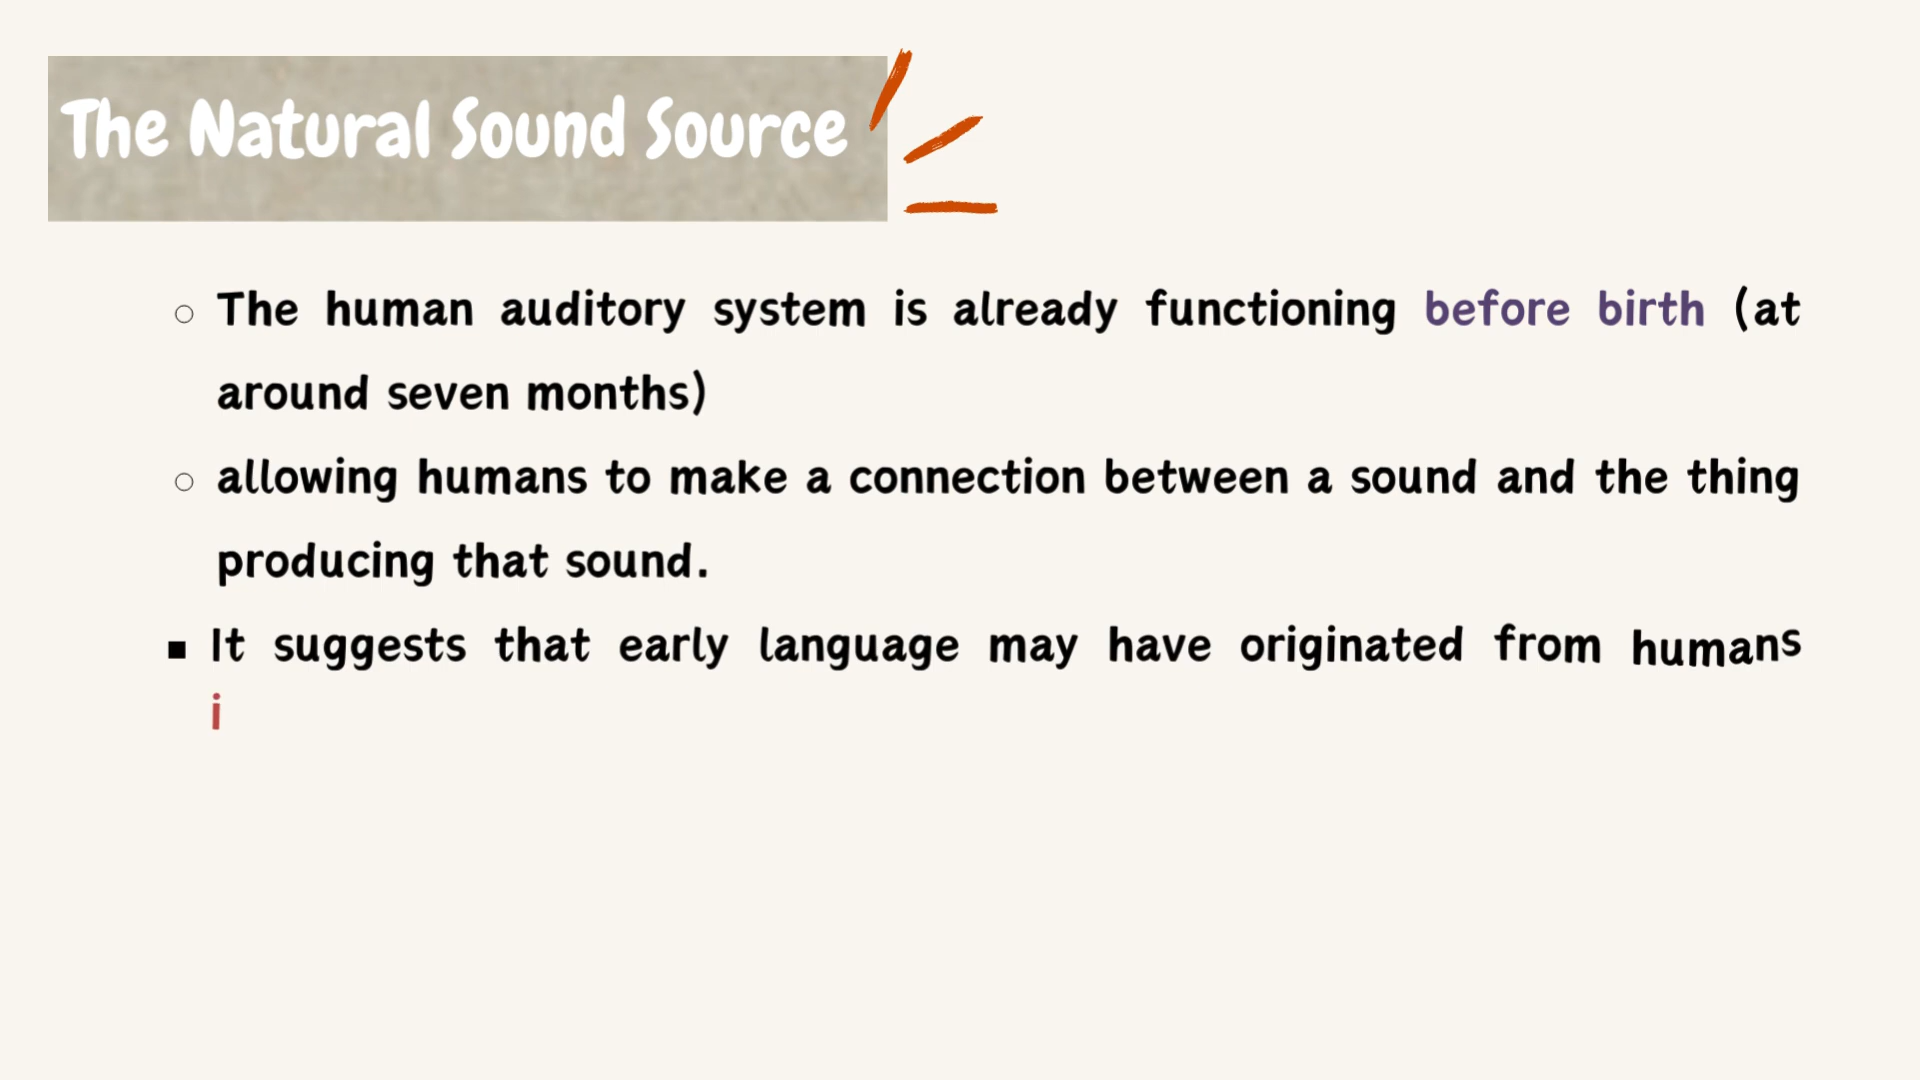 The Natural Sound Source
The human auditory system is already functioning before birth (at
around seven months)
allowing humans to make a connection between a sound and the thing
producing that sound.
It suggests that early language may have originated from humans
i